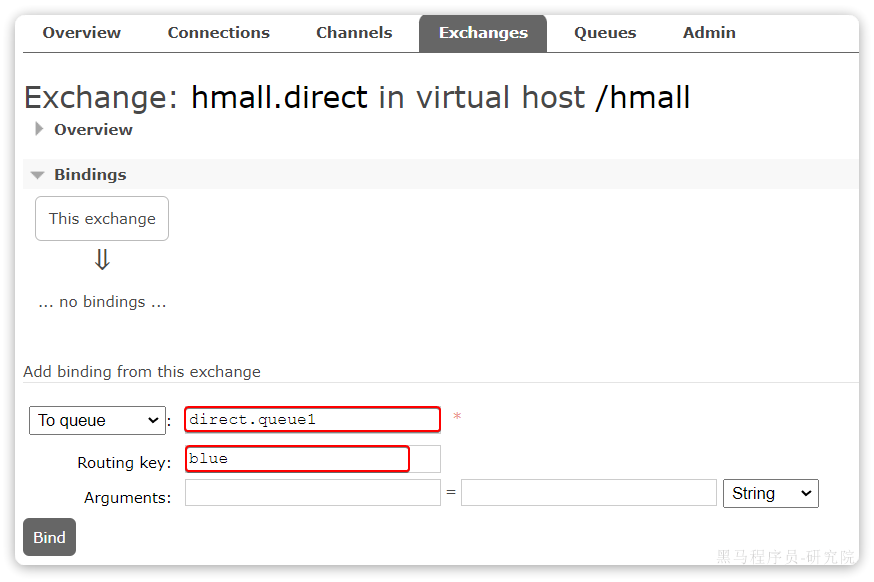 Overview Connections Channels Exchanges Queues Admin
Exchange: hmall.direct in virtual host /hmall
Overview
Bindings
This exchange
⇓
... no bindings ...
Add binding from this exchange
To queue : direct.queue1 *
Routing key: blue
Arguments: = String
Bind
黑马程序员-研究院